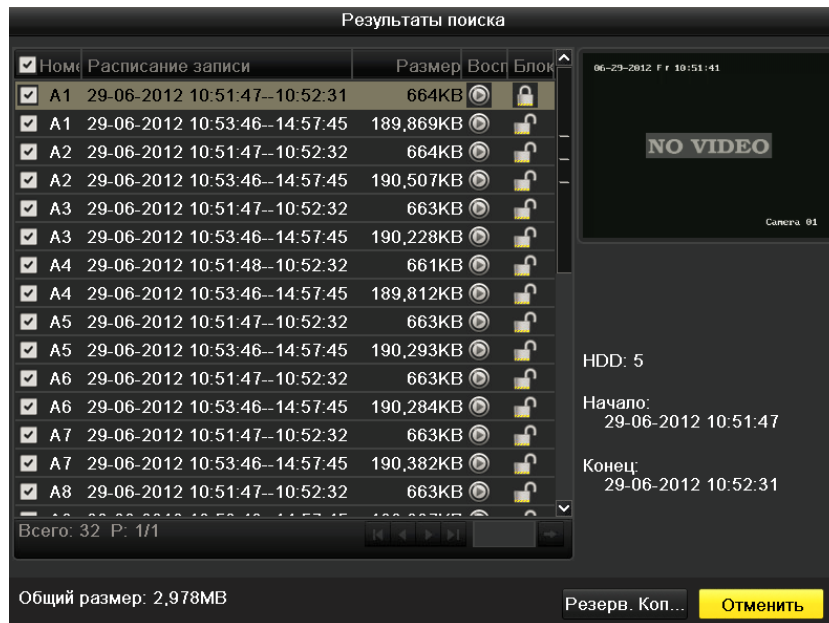 Результаты поиска
Номе Расписание записи Размер Восп Блок
A1 29-06-2012 10:51:47--10:52:31 664KB
A1 29-06-2012 10:53:46--14:57:45 189,869KB
A2 29-06-2012 10:51:47--10:52:32 664KB
A2 29-06-2012 10:53:46--14:57:45 190,507KB
A3 29-06-2012 10:51:47--10:52:32 663KB
A3 29-06-2012 10:53:46--14:57:45 190,228KB
A4 29-06-2012 10:51:48--10:52:32 661KB
A4 29-06-2012 10:53:46--14:57:45 189,812KB
A5 29-06-2012 10:51:47--10:52:32 663KB
A5 29-06-2012 10:53:46--14:57:45 190,293KB
A6 29-06-2012 10:51:47--10:52:32 663KB
A6 29-06-2012 10:53:46--14:57:45 190,284KB
A7 29-06-2012 10:51:47--10:52:32 663KB
A7 29-06-2012 10:53:46--14:57:45 190,382KB
A8 29-06-2012 10:51:47--10:52:32 663KB
Всего: 32 P: 1/1
06-29-2012 Fr 10:51:41
NO VIDEO
Camera 01
HDD: 5
Начало:
29-06-2012 10:51:47
Конец:
29-06-2012 10:52:31
Общий размер: 2,978MB
Резерв. Коп...
Отменить